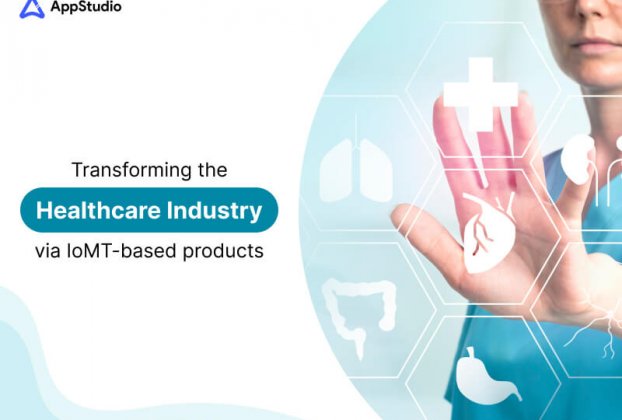 AppStudio
Transforming the
Healthcare Industry
via IoMT-based products